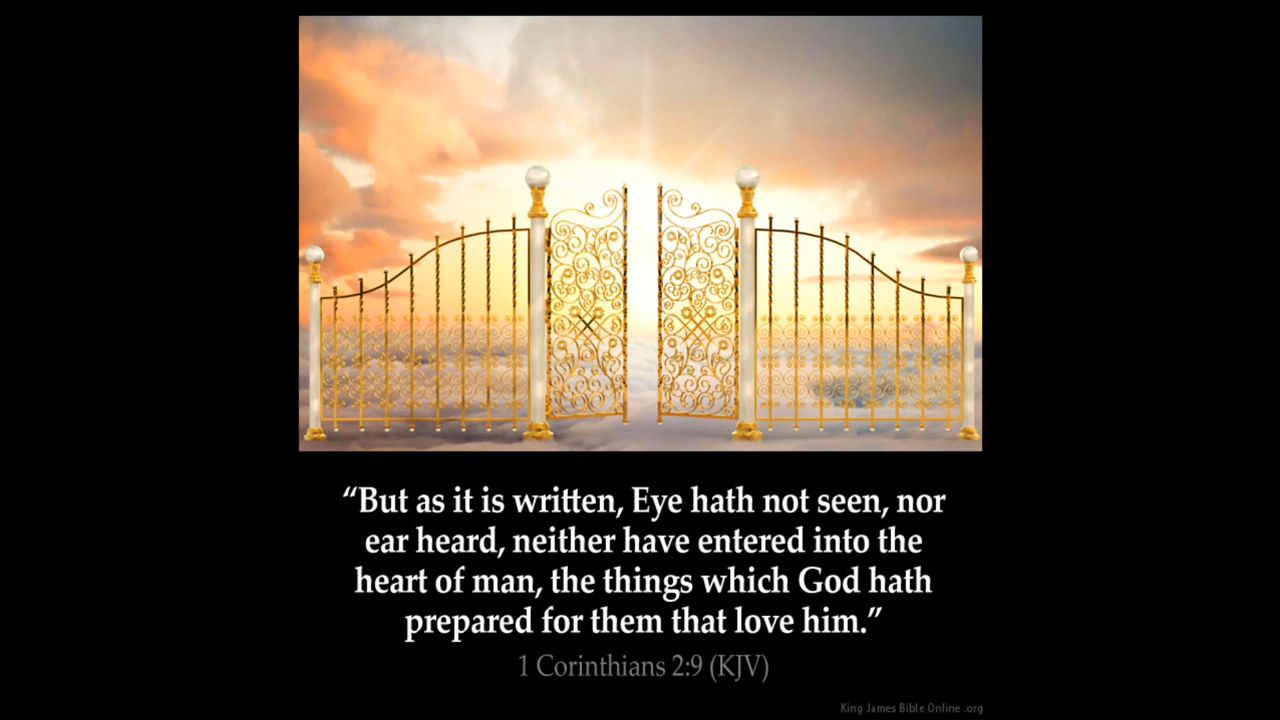 “But as it is written, Eye hath not seen, nor
ear heard, neither have entered into the
heart of man, the things which God hath
prepared for them that love him.”
1 Corinthians 2:9 (KJV)
King James Bible Online .org